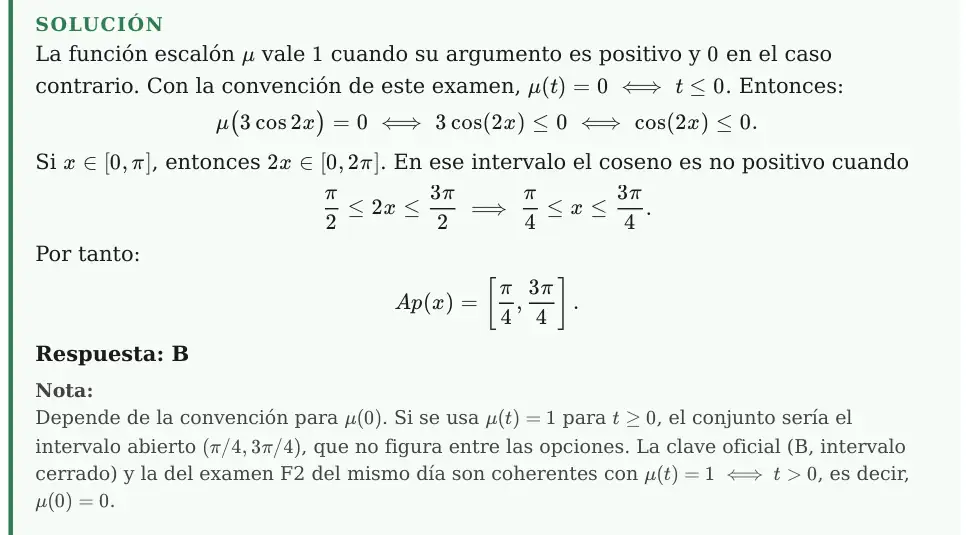 SOLUCIÓN
La función escalón μ vale 1 cuando su argumento es positivo y 0 en el caso
contrario. Con la convención de este examen, μ(t) = 0 ⟺ t ≤ 0. Entonces:
μ(3 cos 2x) = 0 ⟺ 3 cos(2x) ≤ 0 ⟺ cos(2x) ≤ 0.
Si x ∈ [0, π], entonces 2x ∈ [0, 2π]. En ese intervalo el coseno es no positivo cuando
π/2 ≤ 2x ≤ 3π/2 ⟹ π/4 ≤ x ≤ 3π/4.
Por tanto:
Ap(x) = [π/4, 3π/4].
Respuesta: B
Nota:
Depende de la convención para μ(0). Si se usa μ(t) = 1 para t ≥ 0, el conjunto sería el
intervalo abierto (π/4, 3π/4), que no figura entre las opciones. La clave oficial (B, intervalo
cerrado) y la del examen F2 del mismo día son coherentes con μ(t) = 1 ⟺ t > 0, es decir,
μ(0) = 0.